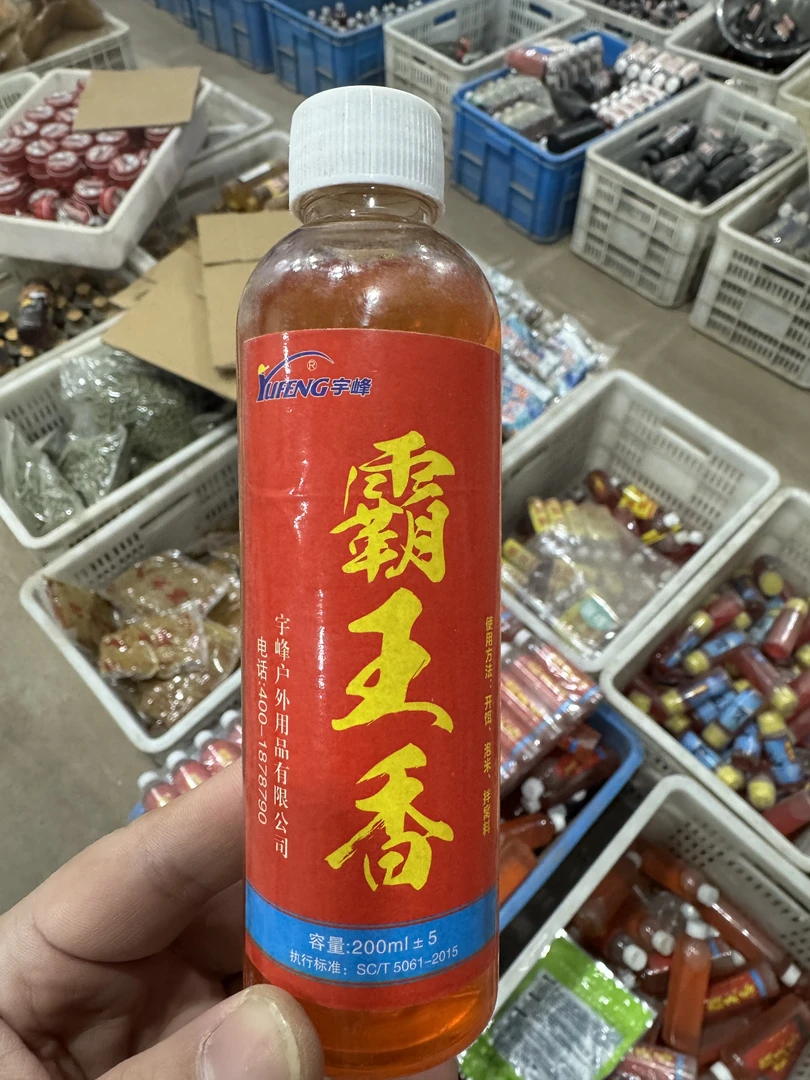 YUFENG宇峰
®
霸王香
宇峰户外用品有限公司
电话:400-1878790
使用方法：开饵、泡米、拌窝料
容量:200ml±5
执行标准：SC/T 5061-2015